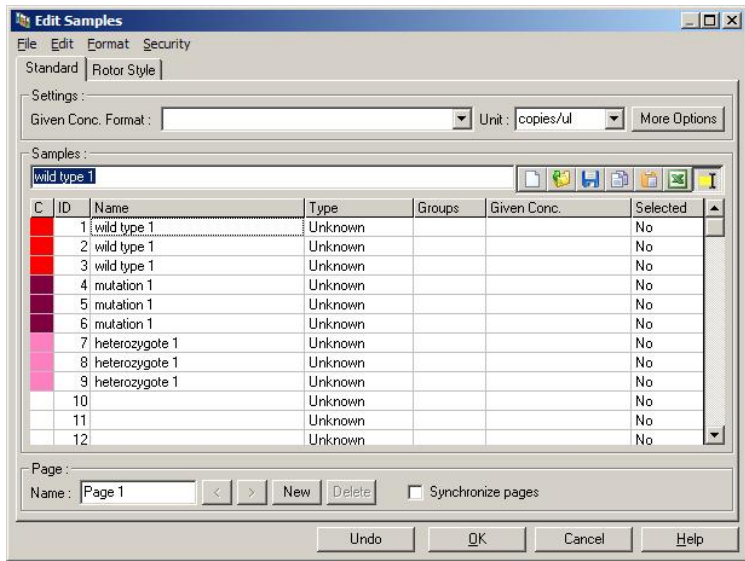 Edit Samples
File Edit Format Security
Standard Rotor Style
Settings :
Given Conc. Format : Unit : copies/ul More Options
Samples :
wild type 1
C ID Name Type Groups Given Conc. Selected
1 wild type 1 Unknown No
2 wild type 1 Unknown No
3 wild type 1 Unknown No
4 mutation 1 Unknown No
5 mutation 1 Unknown No
6 mutation 1 Unknown No
7 heterozygote 1 Unknown No
8 heterozygote 1 Unknown No
9 heterozygote 1 Unknown No
10 Unknown No
11 Unknown No
12 Unknown No
Page :
Name : Page 1 < > New Delete Synchronize pages
Undo OK Cancel Help